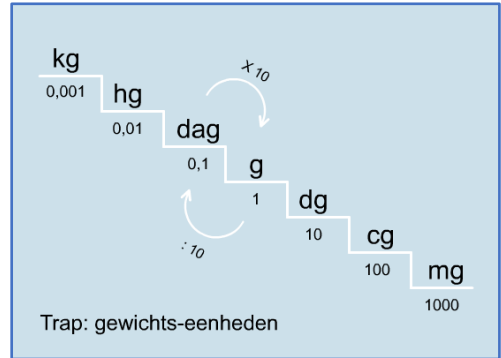 kg
0,001
hg
0,01
X 10
dag
0,1
g
1
: 10
dg
10
cg
100
mg
1000
Trap: gewichts-eenheden